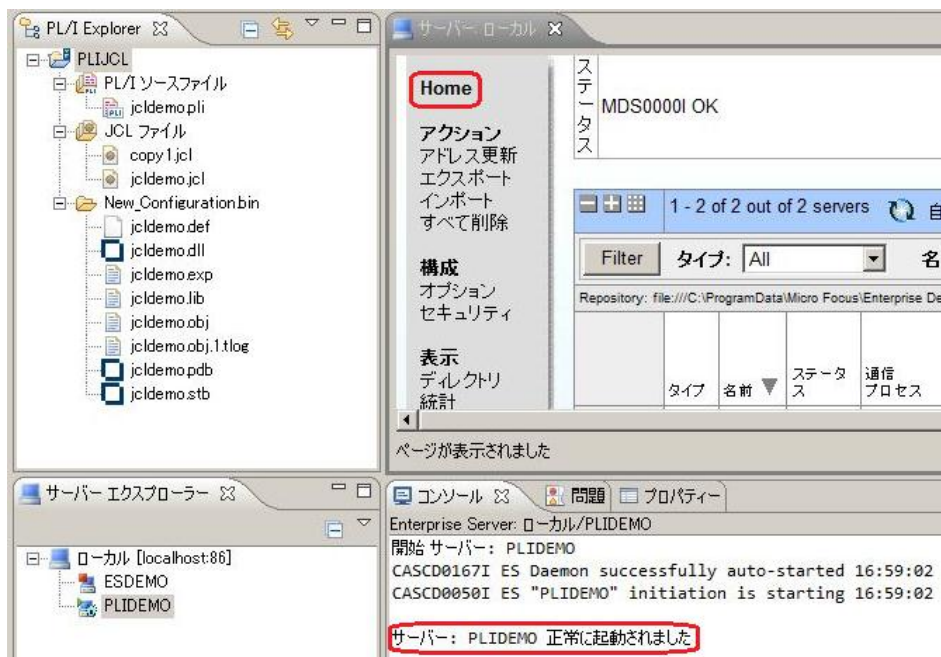 PL/I Explorer
PLIJCL
PL/I ソースファイル
jcldemo.pli
JCL ファイル
copy1.jcl
jcldemo.jcl
New_Configuration.bin
jcldemo.def
jcldemo.dll
jcldemo.exp
jcldemo.lib
jcldemo.obj
jcldemo.obj.1.tlog
jcldemo.pdb
jcldemo.stb
サーバー: ローカル
Home
アクション
アドレス更新
エクスポート
インポート
すべて削除
構成
オプション
セキュリティ
表示
ディレクトリ
統計
ステータス
MDS0000I OK
1 - 2 of 2 out of 2 servers 自
Filter タイプ: All 名
Repository: file:///C:\ProgramData\Micro Focus\Enterprise De
タイプ 名前 ステータス 通信プロセス
ページが表示されました
サーバー エクスプローラー
ローカル [localhost:86]
ESDEMO
PLIDEMO
コンソール 問題 プロパティー
Enterprise Server: ローカル/PLIDEMO
開始 サーバー: PLIDEMO
CASCD0167I ES Daemon successfully auto-started 16:59:02
CASCD0050I ES "PLIDEMO" initiation is starting 16:59:02
サーバー: PLIDEMO 正常に起動されました